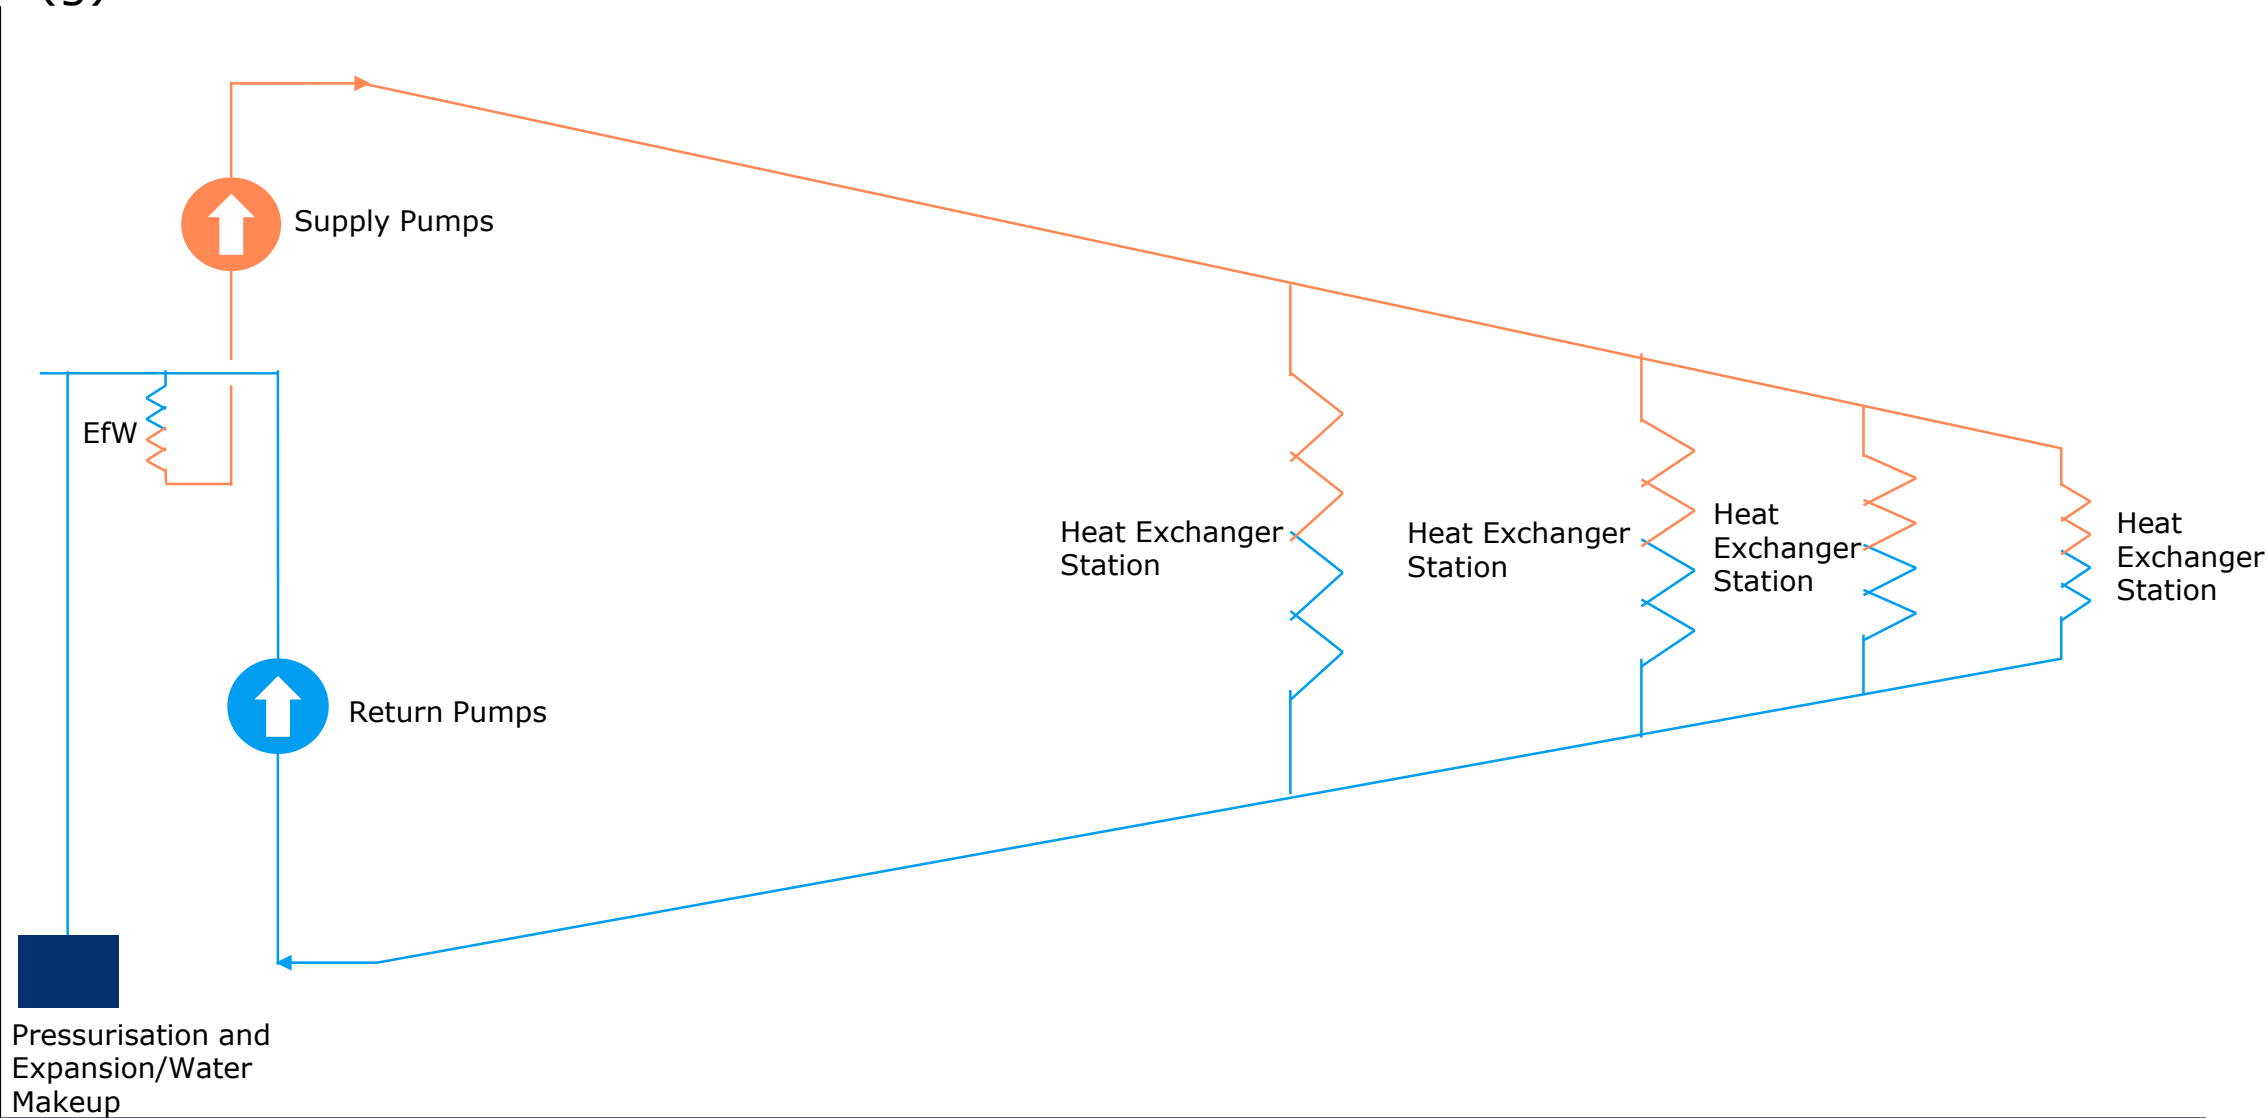 Supply Pumps
EfW
Heat Exchanger
Station
Heat Exchanger
Station
Heat
Exchanger
Station
Heat
Exchanger
Station
Return Pumps
Pressurisation and
Expansion/Water
Makeup